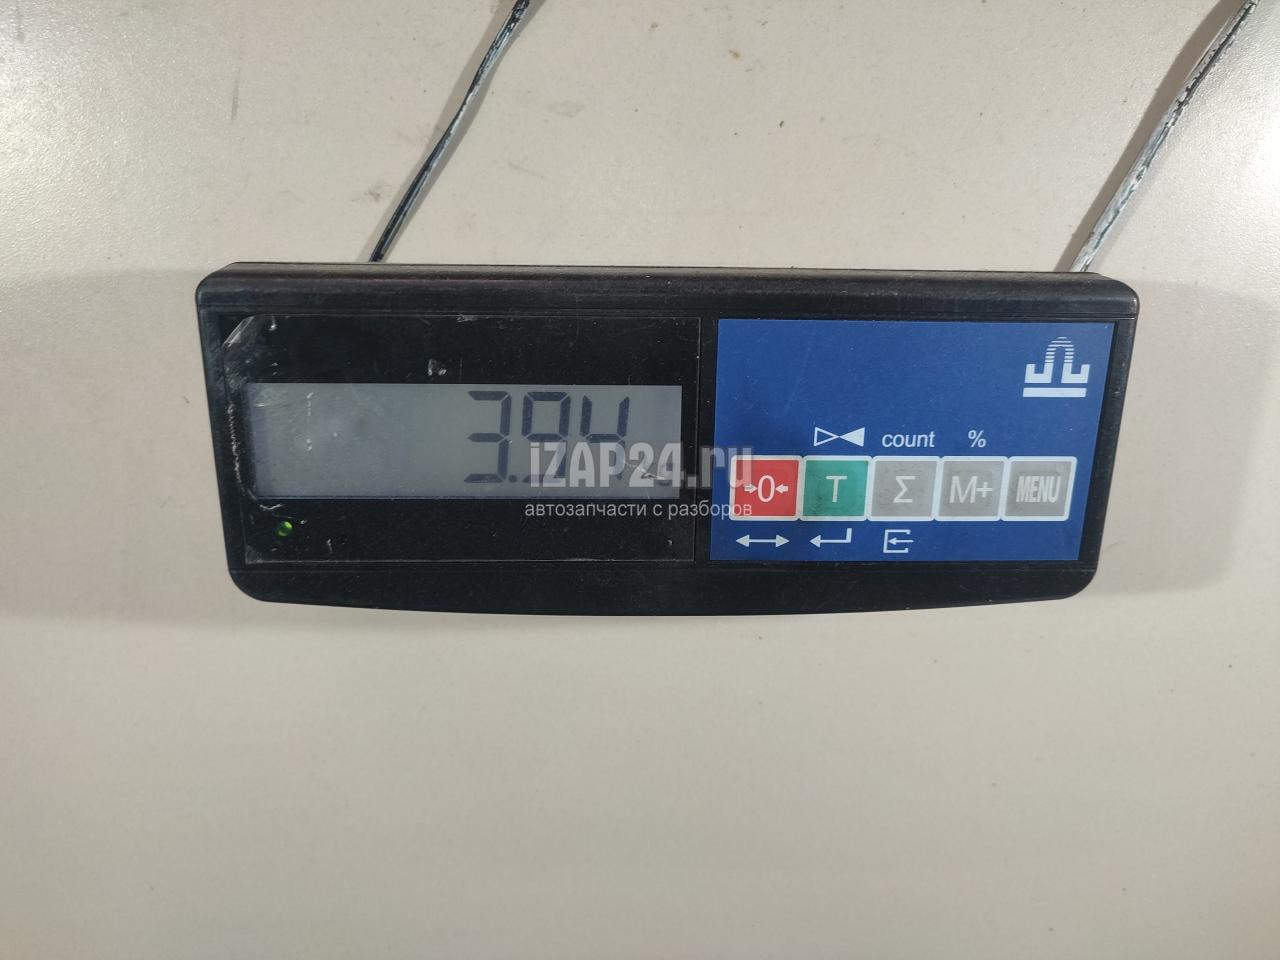 3.94
iZAP24.ru
автозапчасти с разборов
count %
→0← T Σ M+ MENU